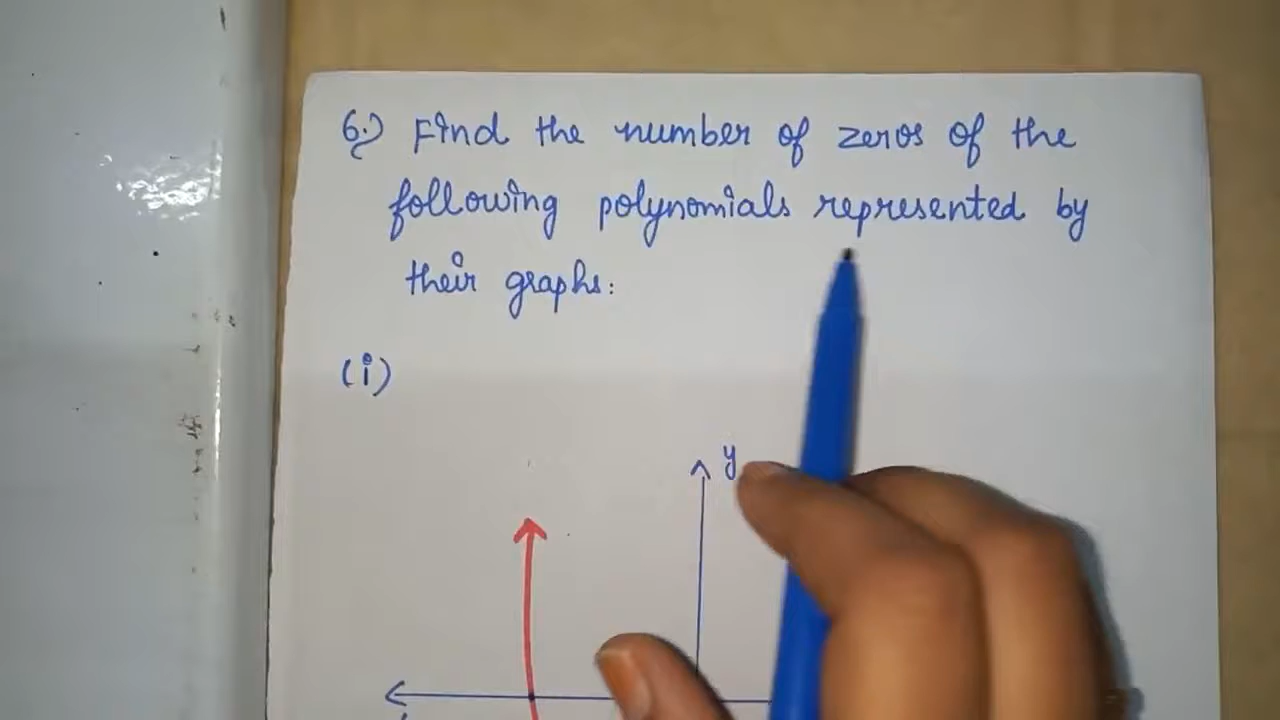 6.) Find the number of zeros of the
following polynomials represented by
their graphs:
(i)
y